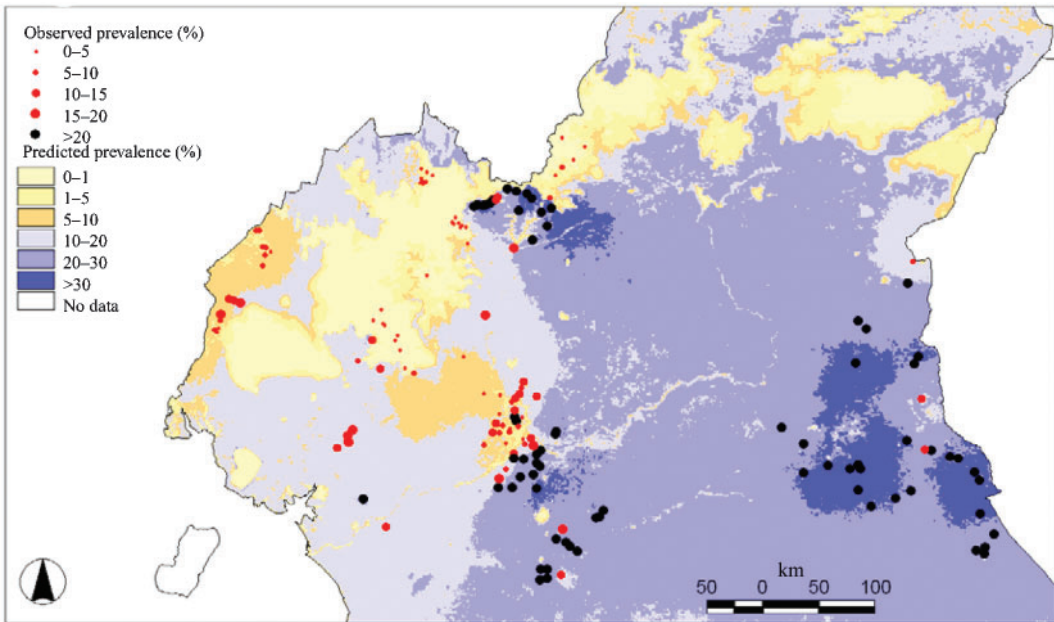 Observed prevalence (%)
0–5
5–10
10–15
15–20
>20
Predicted prevalence (%)
0–1
1–5
5–10
10–20
20–30
>30
No data
km
50 0 50 100